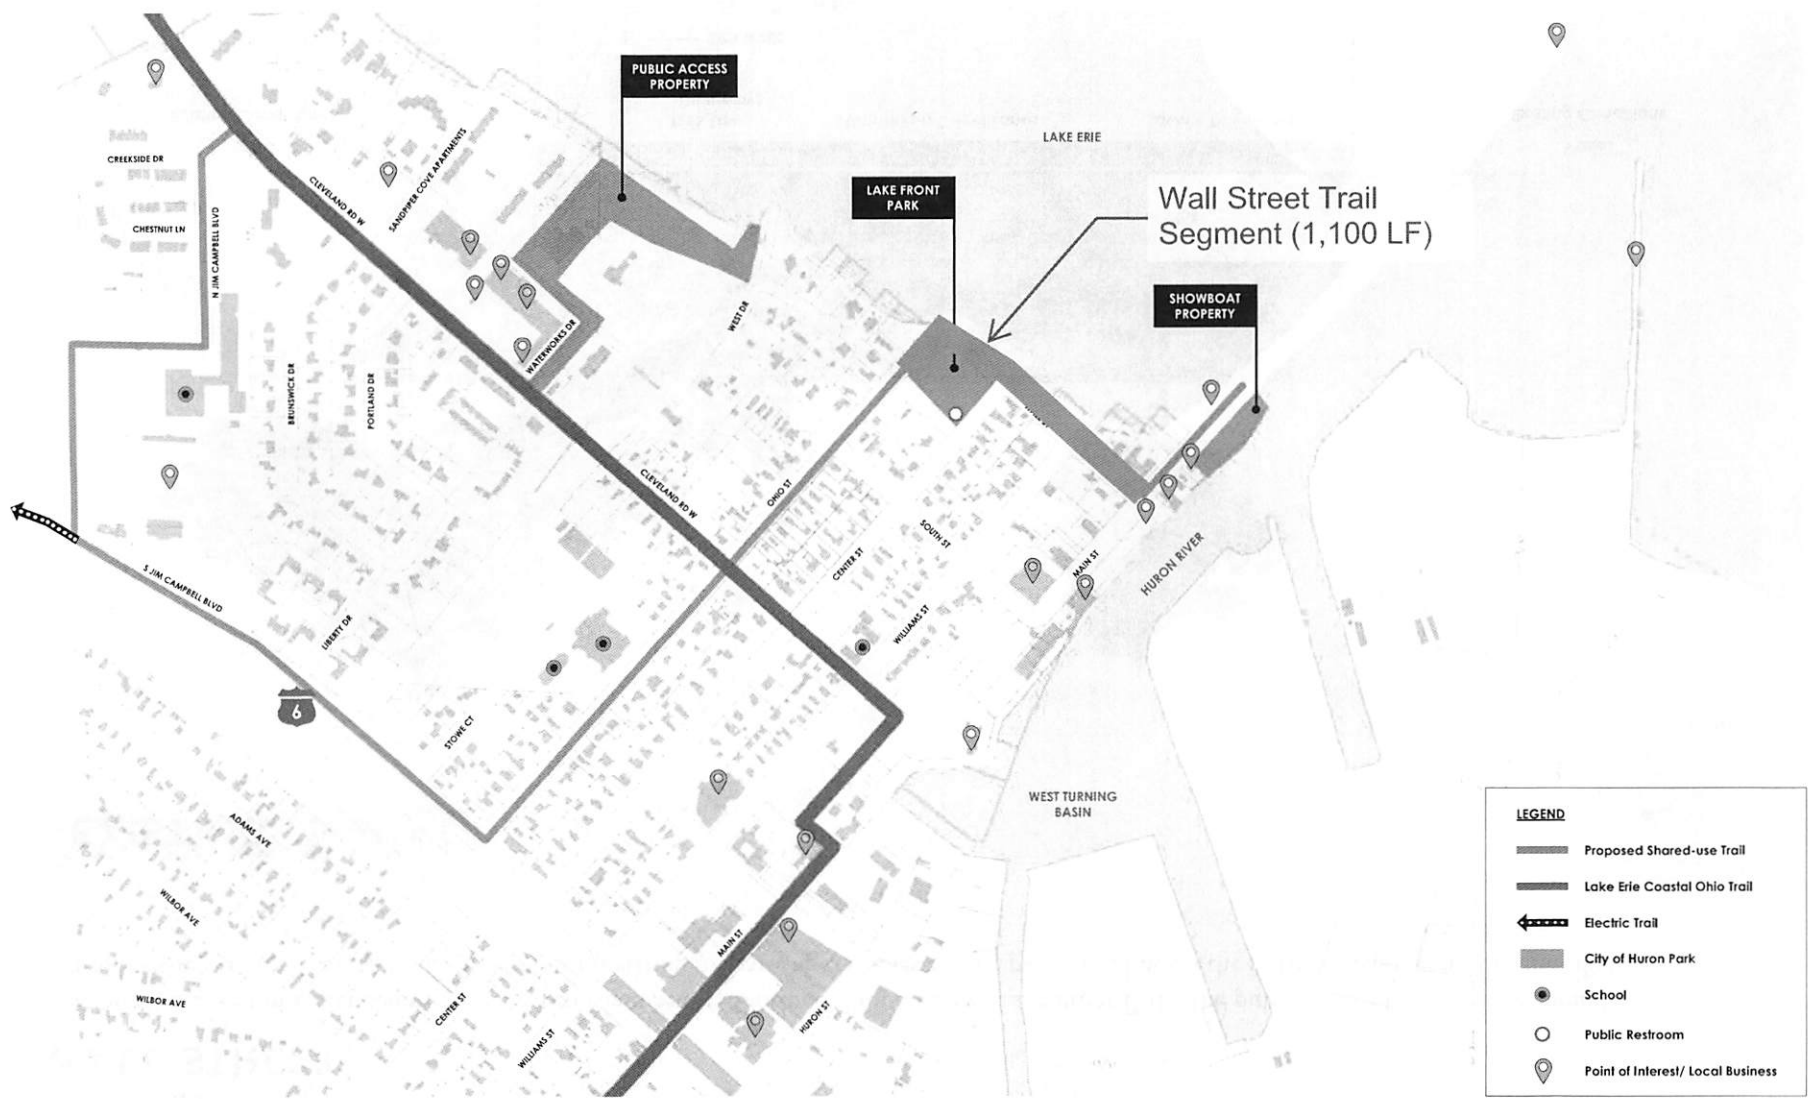 PUBLIC ACCESS
PROPERTY
LAKE ERIE
CREEKSIDE DR
CHESTNUT LN
N JIM CAMPBELL BLVD
CLEVELAND RD W
SANDPIPER COVE APARTMENTS
LAKE FRONT
PARK
Wall Street Trail
Segment (1,100 LF)
SHOWBOAT
PROPERTY
WEST DR
WATERWORKS DR
BRUNSWICK DR
PORTLAND DR
CLEVELAND RD W
OHIO ST
SOUTH ST
CENTER ST
MAIN ST
HURON RIVER
S JIM CAMPBELL BLVD
LIBERTY DR
WILLIAMS ST
6
STOWE CT
WEST TURNING
BASIN
ADAMS AVE
WILBOR AVE
WILBOR AVE
MAIN ST
CENTER ST
WILLIAMS ST
HURON ST
LEGEND
Proposed Shared-use Trail
Lake Erie Coastal Ohio Trail
Electric Trail
City of Huron Park
School
Public Restroom
Point of Interest/ Local Business